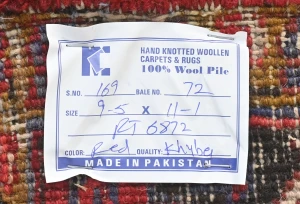 HAND KNOTTED WOOLLEN
CARPETS & RUGS
100% Wool Pile
S.NO. 169 BALE NO. 72
SIZE 9-5 X 11-1
RT 6872
COLOR: Red QUALITY: Khyber
MADE IN PAKISTAN